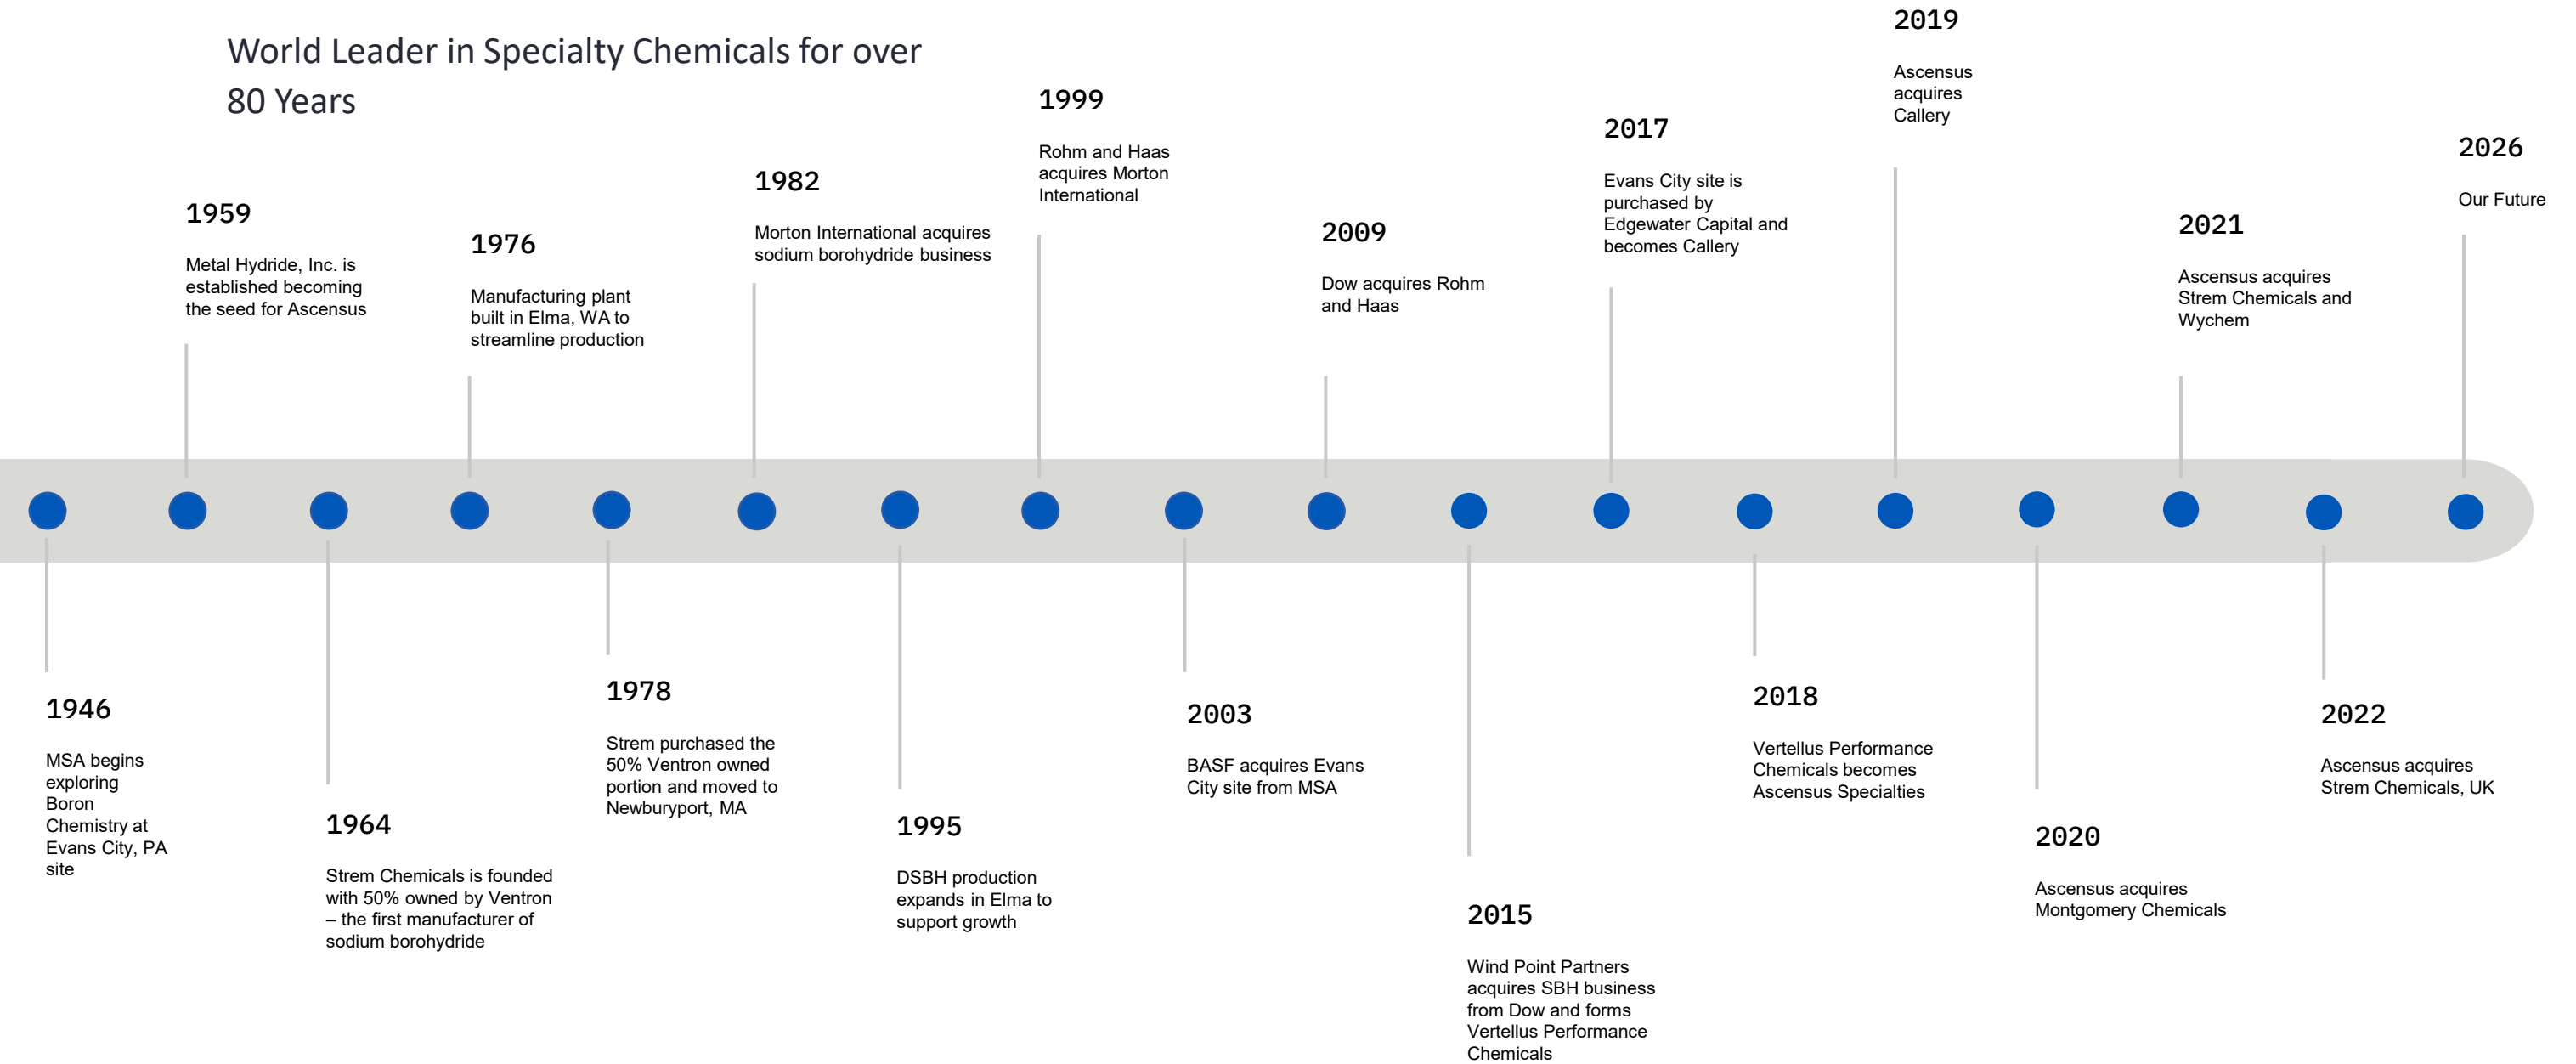 World Leader in Specialty Chemicals for over
80 Years
1946
MSA begins
exploring
Boron
Chemistry at
Evans City, PA
site
1959
Metal Hydride, Inc. is
established becoming
the seed for Ascensus
1964
Strem Chemicals is founded
with 50% owned by Ventron
– the first manufacturer of
sodium borohydride
1976
Manufacturing plant
built in Elma, WA to
streamline production
1978
Strem purchased the
50% Ventron owned
portion and moved to
Newburyport, MA
1982
Morton International acquires
sodium borohydride business
1995
DSBH production
expands in Elma to
support growth
1999
Rohm and Haas
acquires Morton
International
2003
BASF acquires Evans
City site from MSA
2009
Dow acquires Rohm
and Haas
2015
Wind Point Partners
acquires SBH business
from Dow and forms
Vertellus Performance
Chemicals
2017
Evans City site is
purchased by
Edgewater Capital and
becomes Callery
2018
Vertellus Performance
Chemicals becomes
Ascensus Specialties
2019
Ascensus
acquires
Callery
2020
Ascensus acquires
Montgomery Chemicals
2021
Ascensus acquires
Strem Chemicals and
Wychem
2022
Ascensus acquires
Strem Chemicals, UK
2026
Our Future